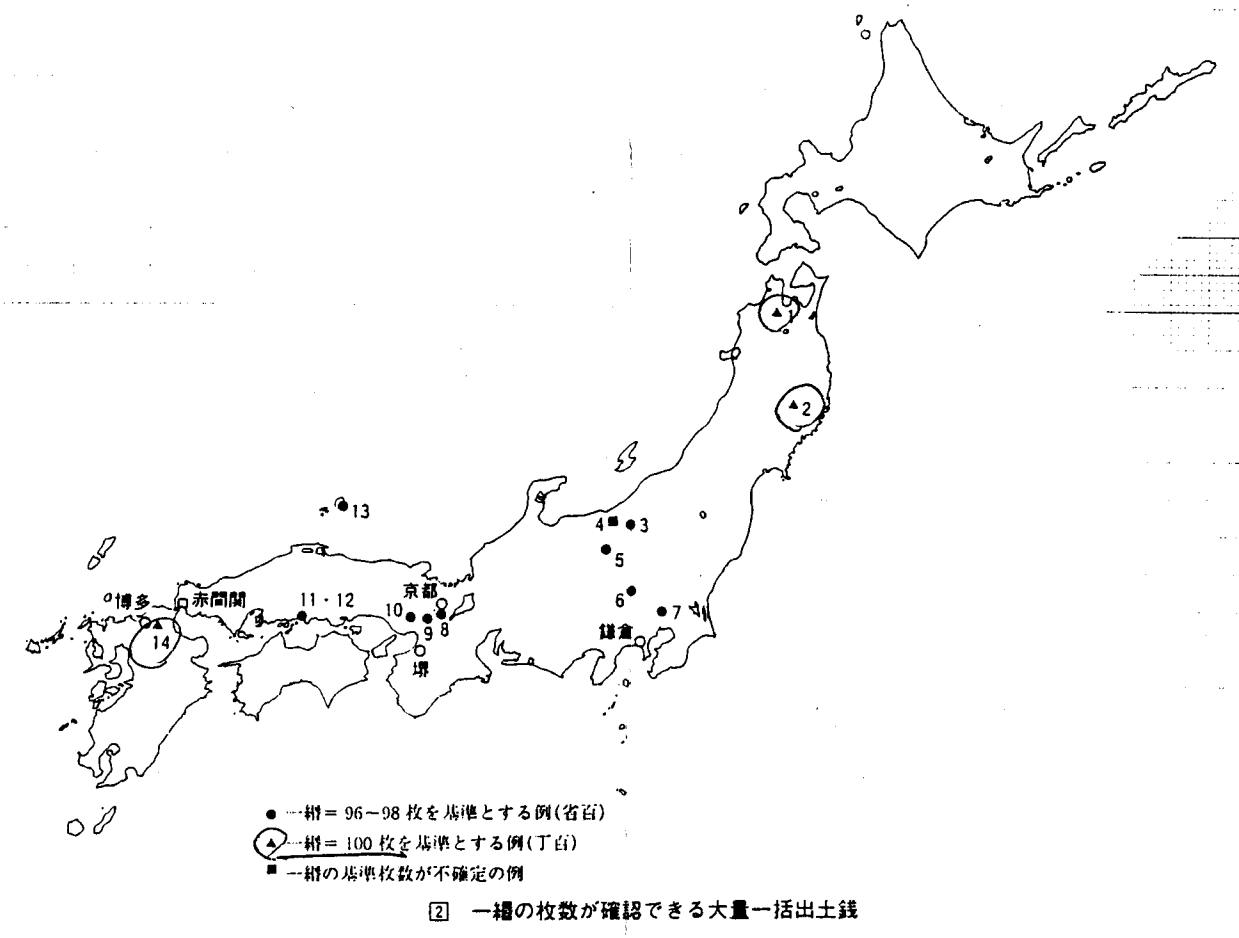 1
2
13
4
3
5
京都
博多
赤間関
11・12
10
6
7
9
8
鎌倉
14
堺
● 一緡＝96～98枚を基準とする例(省百)
▲ 一緡＝100枚を基準とする例(丁百)
■ 一緡の基準枚数が不確定の例
2 一緡の枚数が確認できる大量一括出土銭